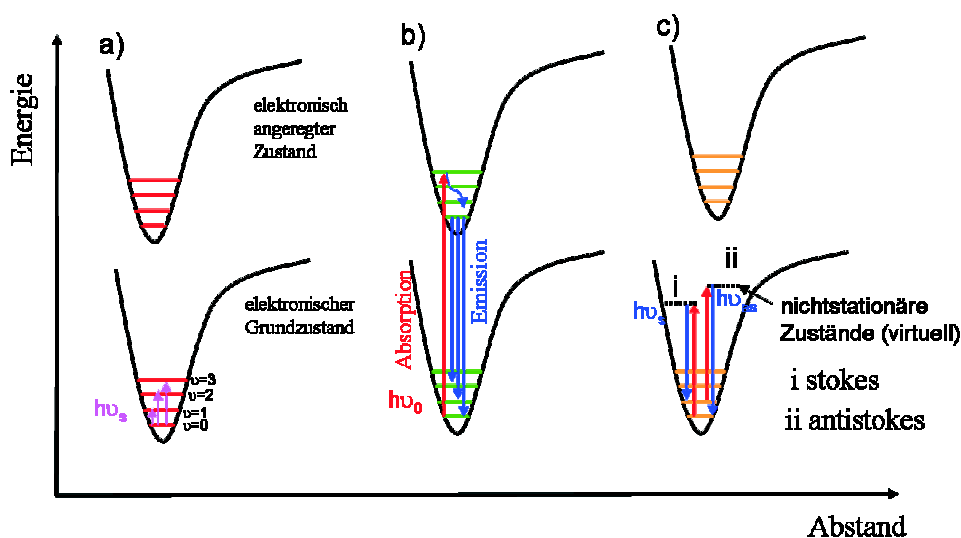 a)
b)
c)
Energie
elektronisch
angeregter
Zustand
elektronischer
Grundzustand
υ=3
υ=2
υ=1
υ=0
hυs
Absorption
Emission
hυ0
i
ii
hυs
hυas
nichtstationäre
Zustände (virtuell)
i stokes
ii antistokes
Abstand